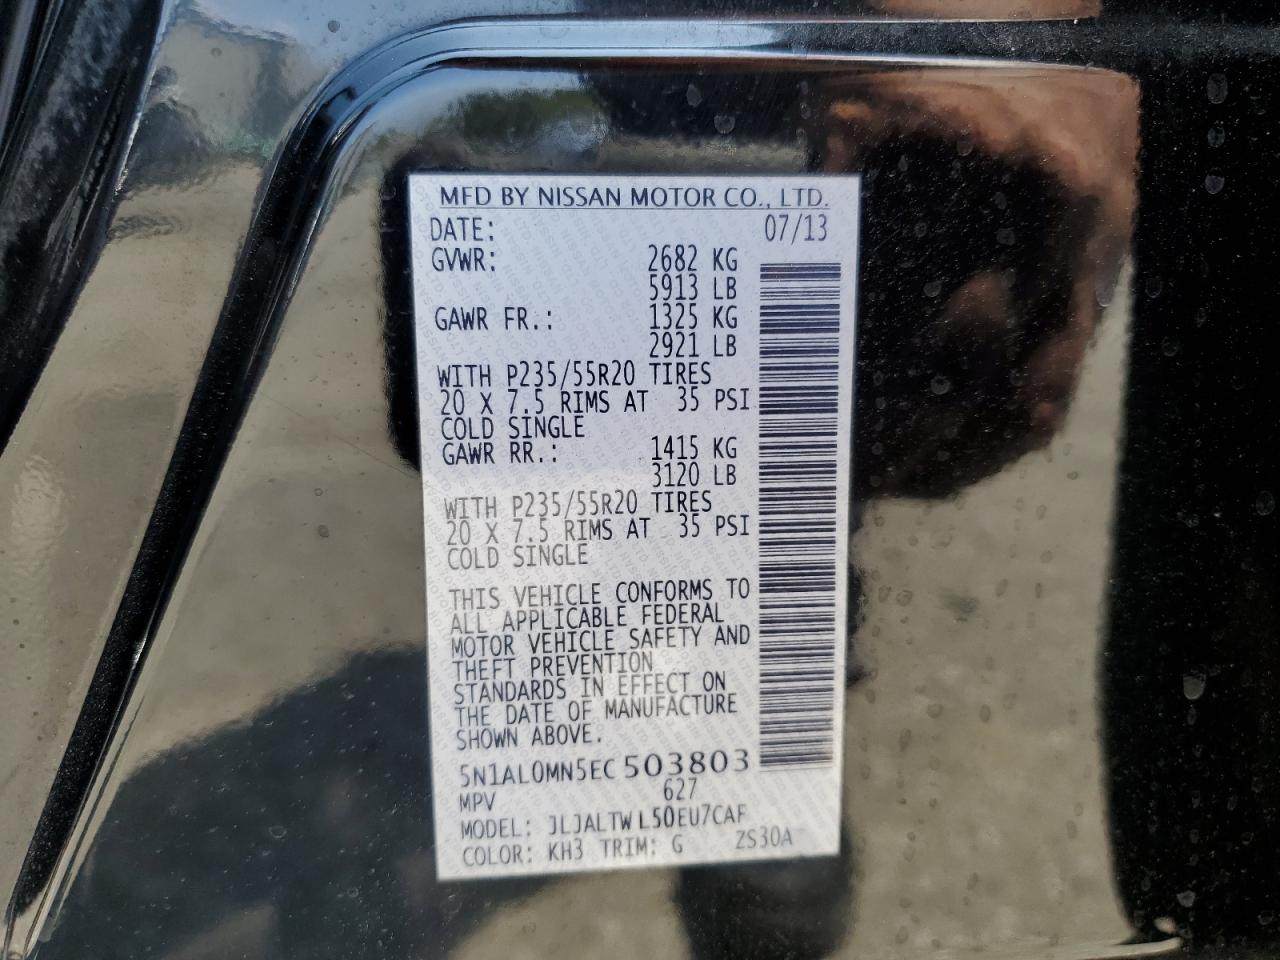 MFD BY NISSAN MOTOR CO., LTD.
DATE: 07/13
GVWR: 2682 KG
5913 LB
GAWR FR.: 1325 KG
2921 LB
WITH P235/55R20 TIRES
20 X 7.5 RIMS AT 35 PSI
COLD SINGLE
GAWR RR.: 1415 KG
3120 LB
WITH P235/55R20 TIRES
20 X 7.5 RIMS AT 35 PSI
COLD SINGLE
THIS VEHICLE CONFORMS TO
ALL APPLICABLE FEDERAL
MOTOR VEHICLE SAFETY AND
THEFT PREVENTION
STANDARDS IN EFFECT ON
THE DATE OF MANUFACTURE
SHOWN ABOVE.
5N1AL0MN5EC503803
MPV 627
MODEL: JLJALTWL50EU7CAF
COLOR: KH3 TRIM: G ZS30A